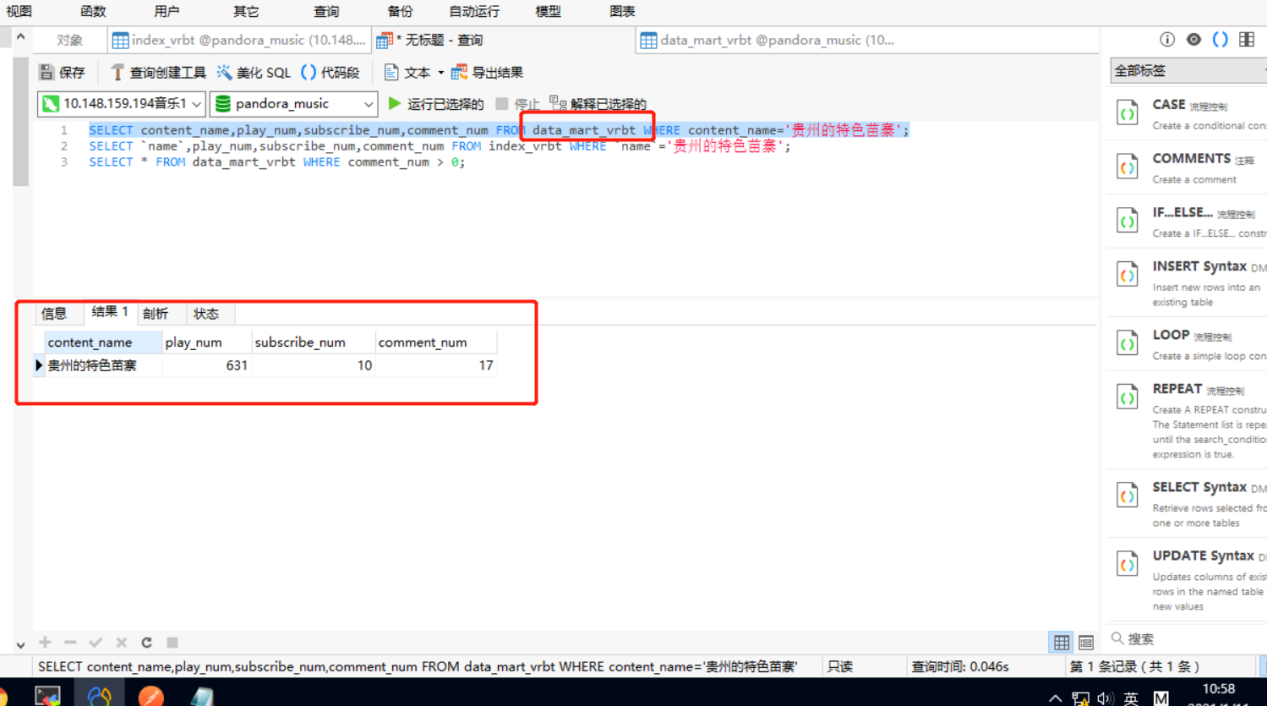 视图 函数 用户 其它 查询 备份 自动运行 模型 图表
对象 index_vrbt @pandora_music (10.148.... * 无标题 - 查询 data_mart_vrbt @pandora_music (10...
保存 查询创建工具 美化 SQL () 代码段 文本 导出结果
全部标签
10.148.159.194音乐1 pandora_music 运行已选择的 停止 解释已选择的
1 SELECT content_name,play_num,subscribe_num,comment_num FROM data_mart_vrbt WHERE content_name='贵州的特色苗寨';
2 SELECT `name`,play_num,subscribe_num,comment_num FROM index_vrbt WHERE `name`='贵州的特色苗寨';
3 SELECT * FROM data_mart_vrbt WHERE comment_num > 0;
信息 结果 1 剖析 状态
content_name play_num subscribe_num comment_num
贵州的特色苗寨 631 10 17
CASE 流程控制
Create a conditional con
COMMENTS 注释
Create a comment
IF...ELSE... 流程控制
Create a IF...ELSE... constr
INSERT Syntax DM
Insert new rows into an
existing table
LOOP 流程控制
Create a simple loop con
REPEAT 流程控制
Create A REPEAT constru
The Statement list is repe
until the search_conditio
expression is true.
SELECT Syntax DM
Retrieve rows selected fro
one or more tables
UPDATE Syntax D
Updates columns of exist
rows in the named table
new values
搜索
SELECT content_name,play_num,subscribe_num,comment_num FROM data_mart_vrbt WHERE content_name='贵州的特色苗寨' 只读 查询时间: 0.046s 第 1 条记录 ( 共 1 条 )
英 M 10:58